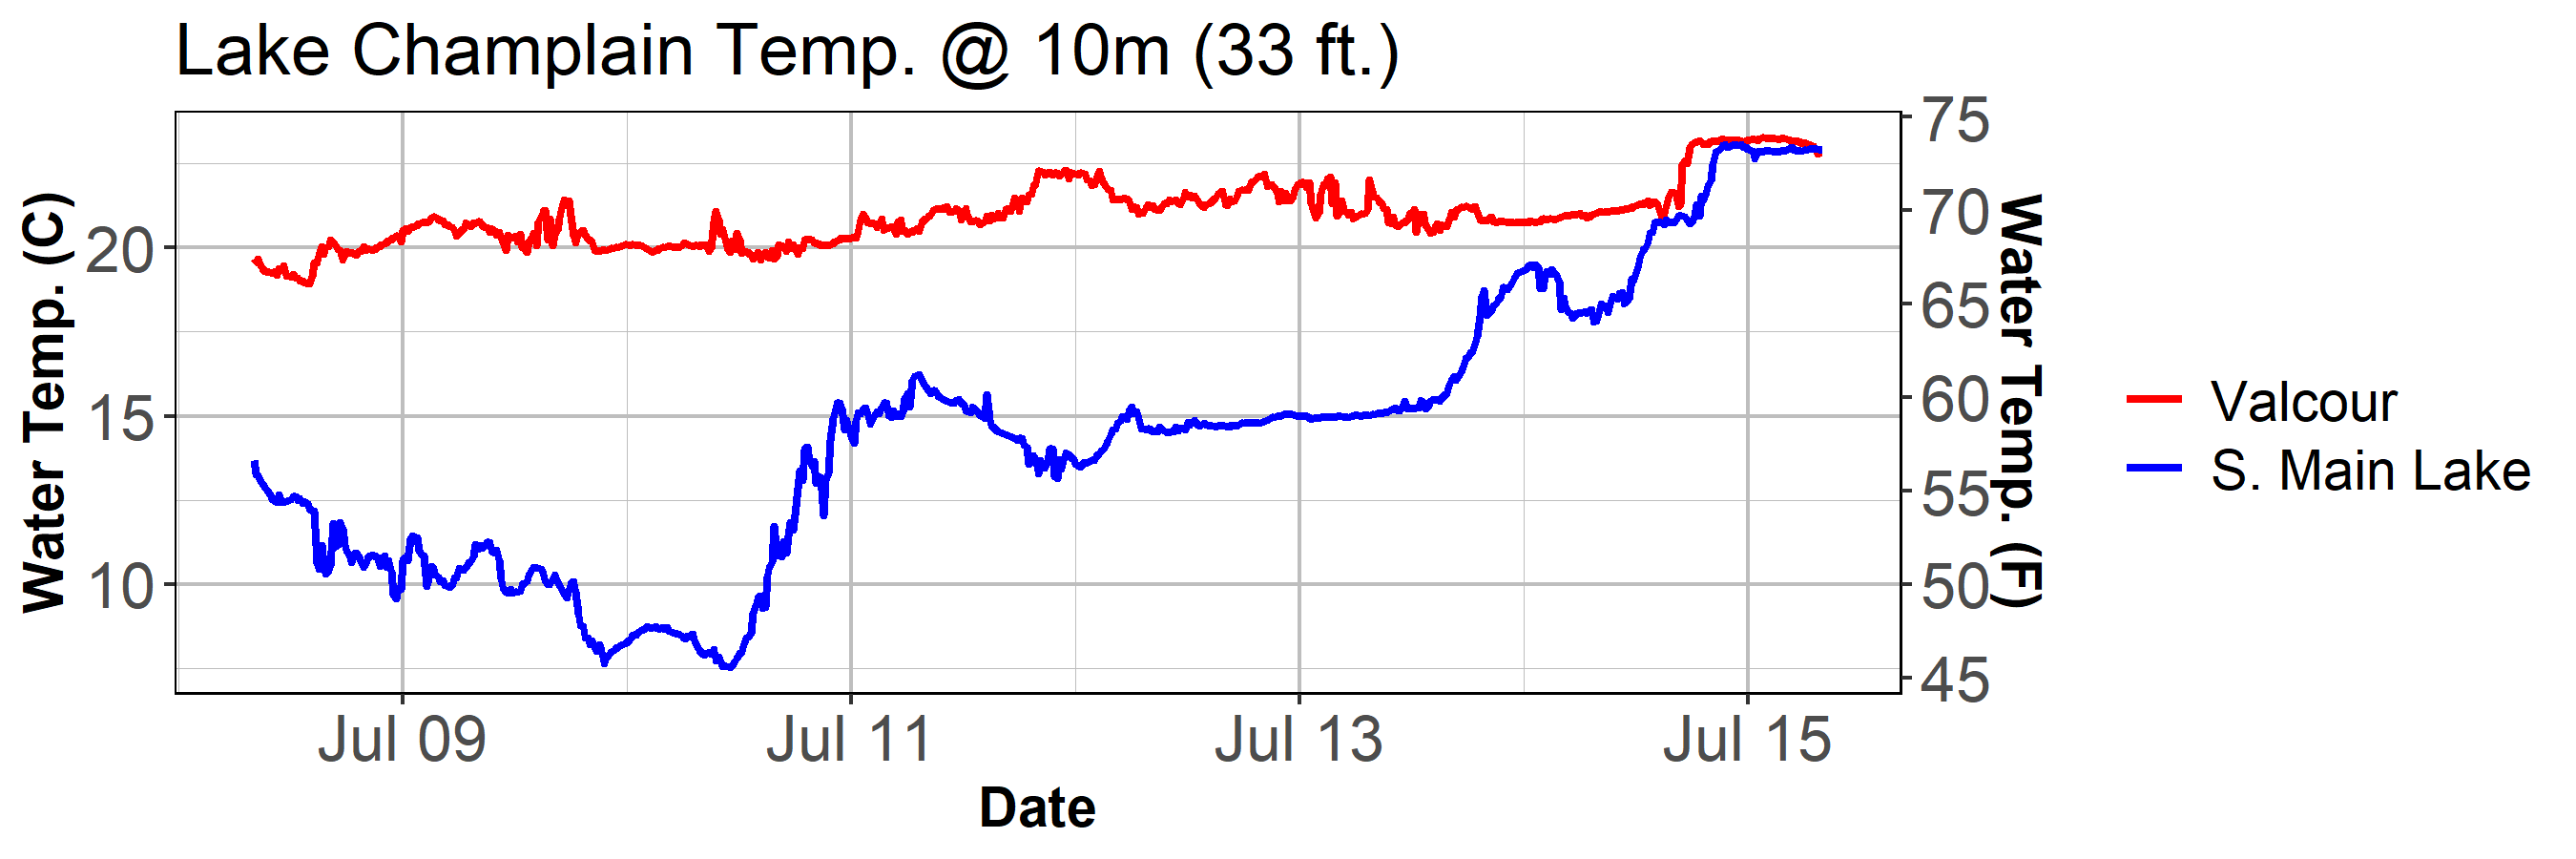 Lake Champlain Temp. @ 10m (33 ft.)
Water Temp. (C)
20
15
10
75
70
65
60
55
50
45
Water Temp. (F)
Jul 09
Jul 11
Jul 13
Jul 15
Date
Valcour
S. Main Lake